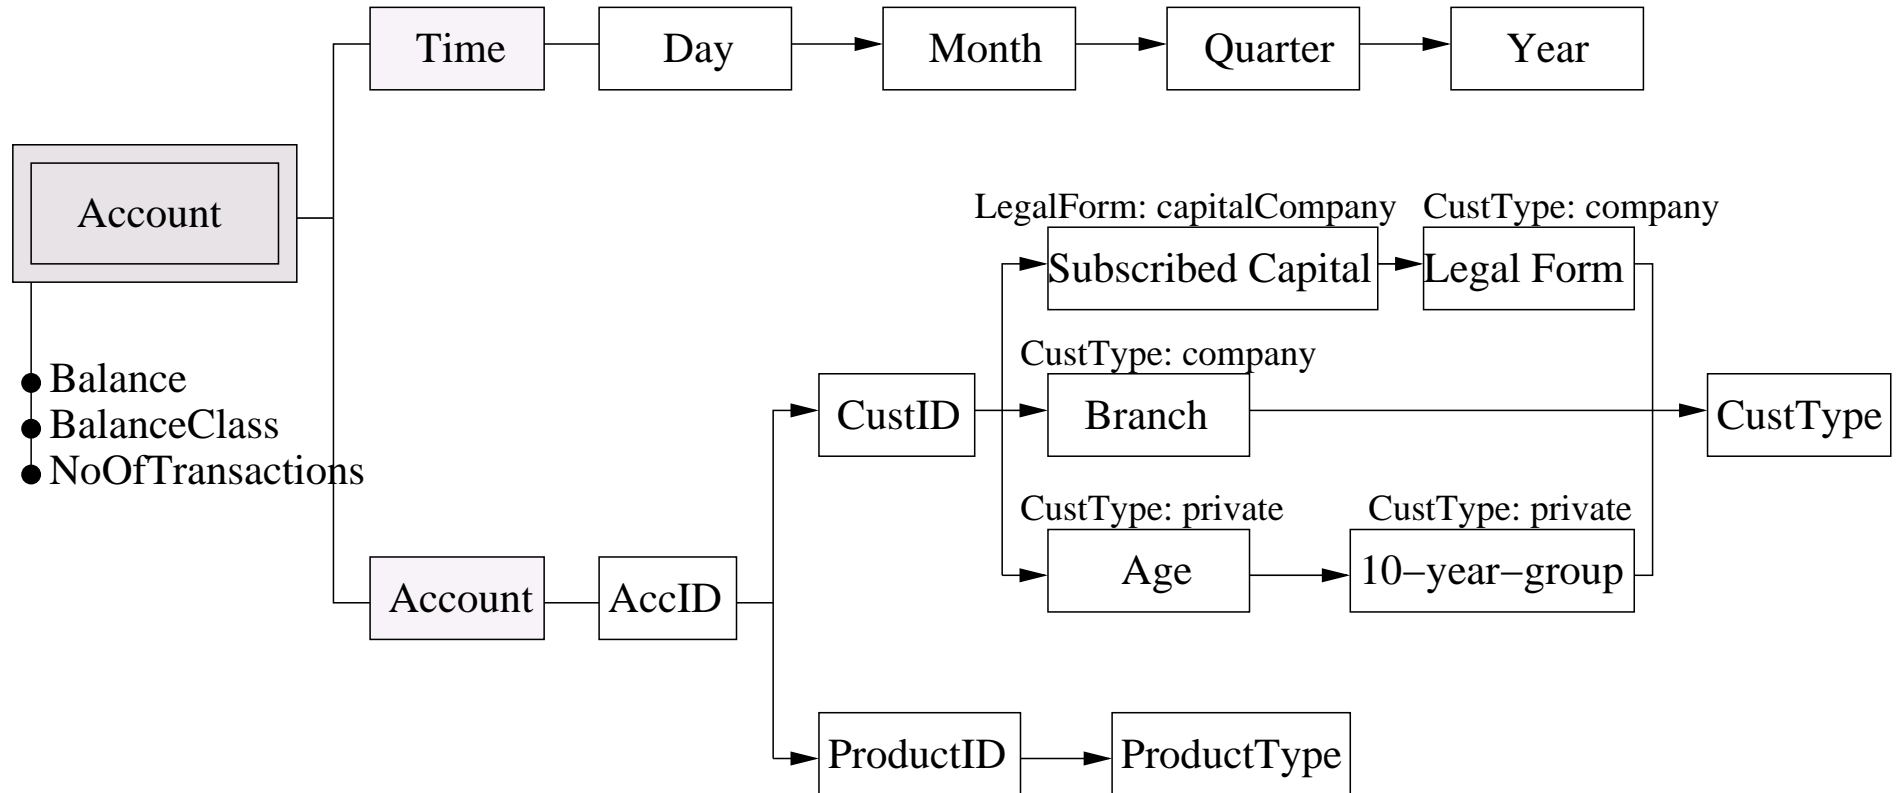 Time
Day
Month
Quarter
Year
Account
Balance
BalanceClass
NoOfTransactions
LegalForm: capitalCompany
CustType: company
Subscribed Capital
Legal Form
CustType: company
CustID
Branch
CustType
CustType: private
CustType: private
Age
10−year−group
Account
AccID
ProductID
ProductType